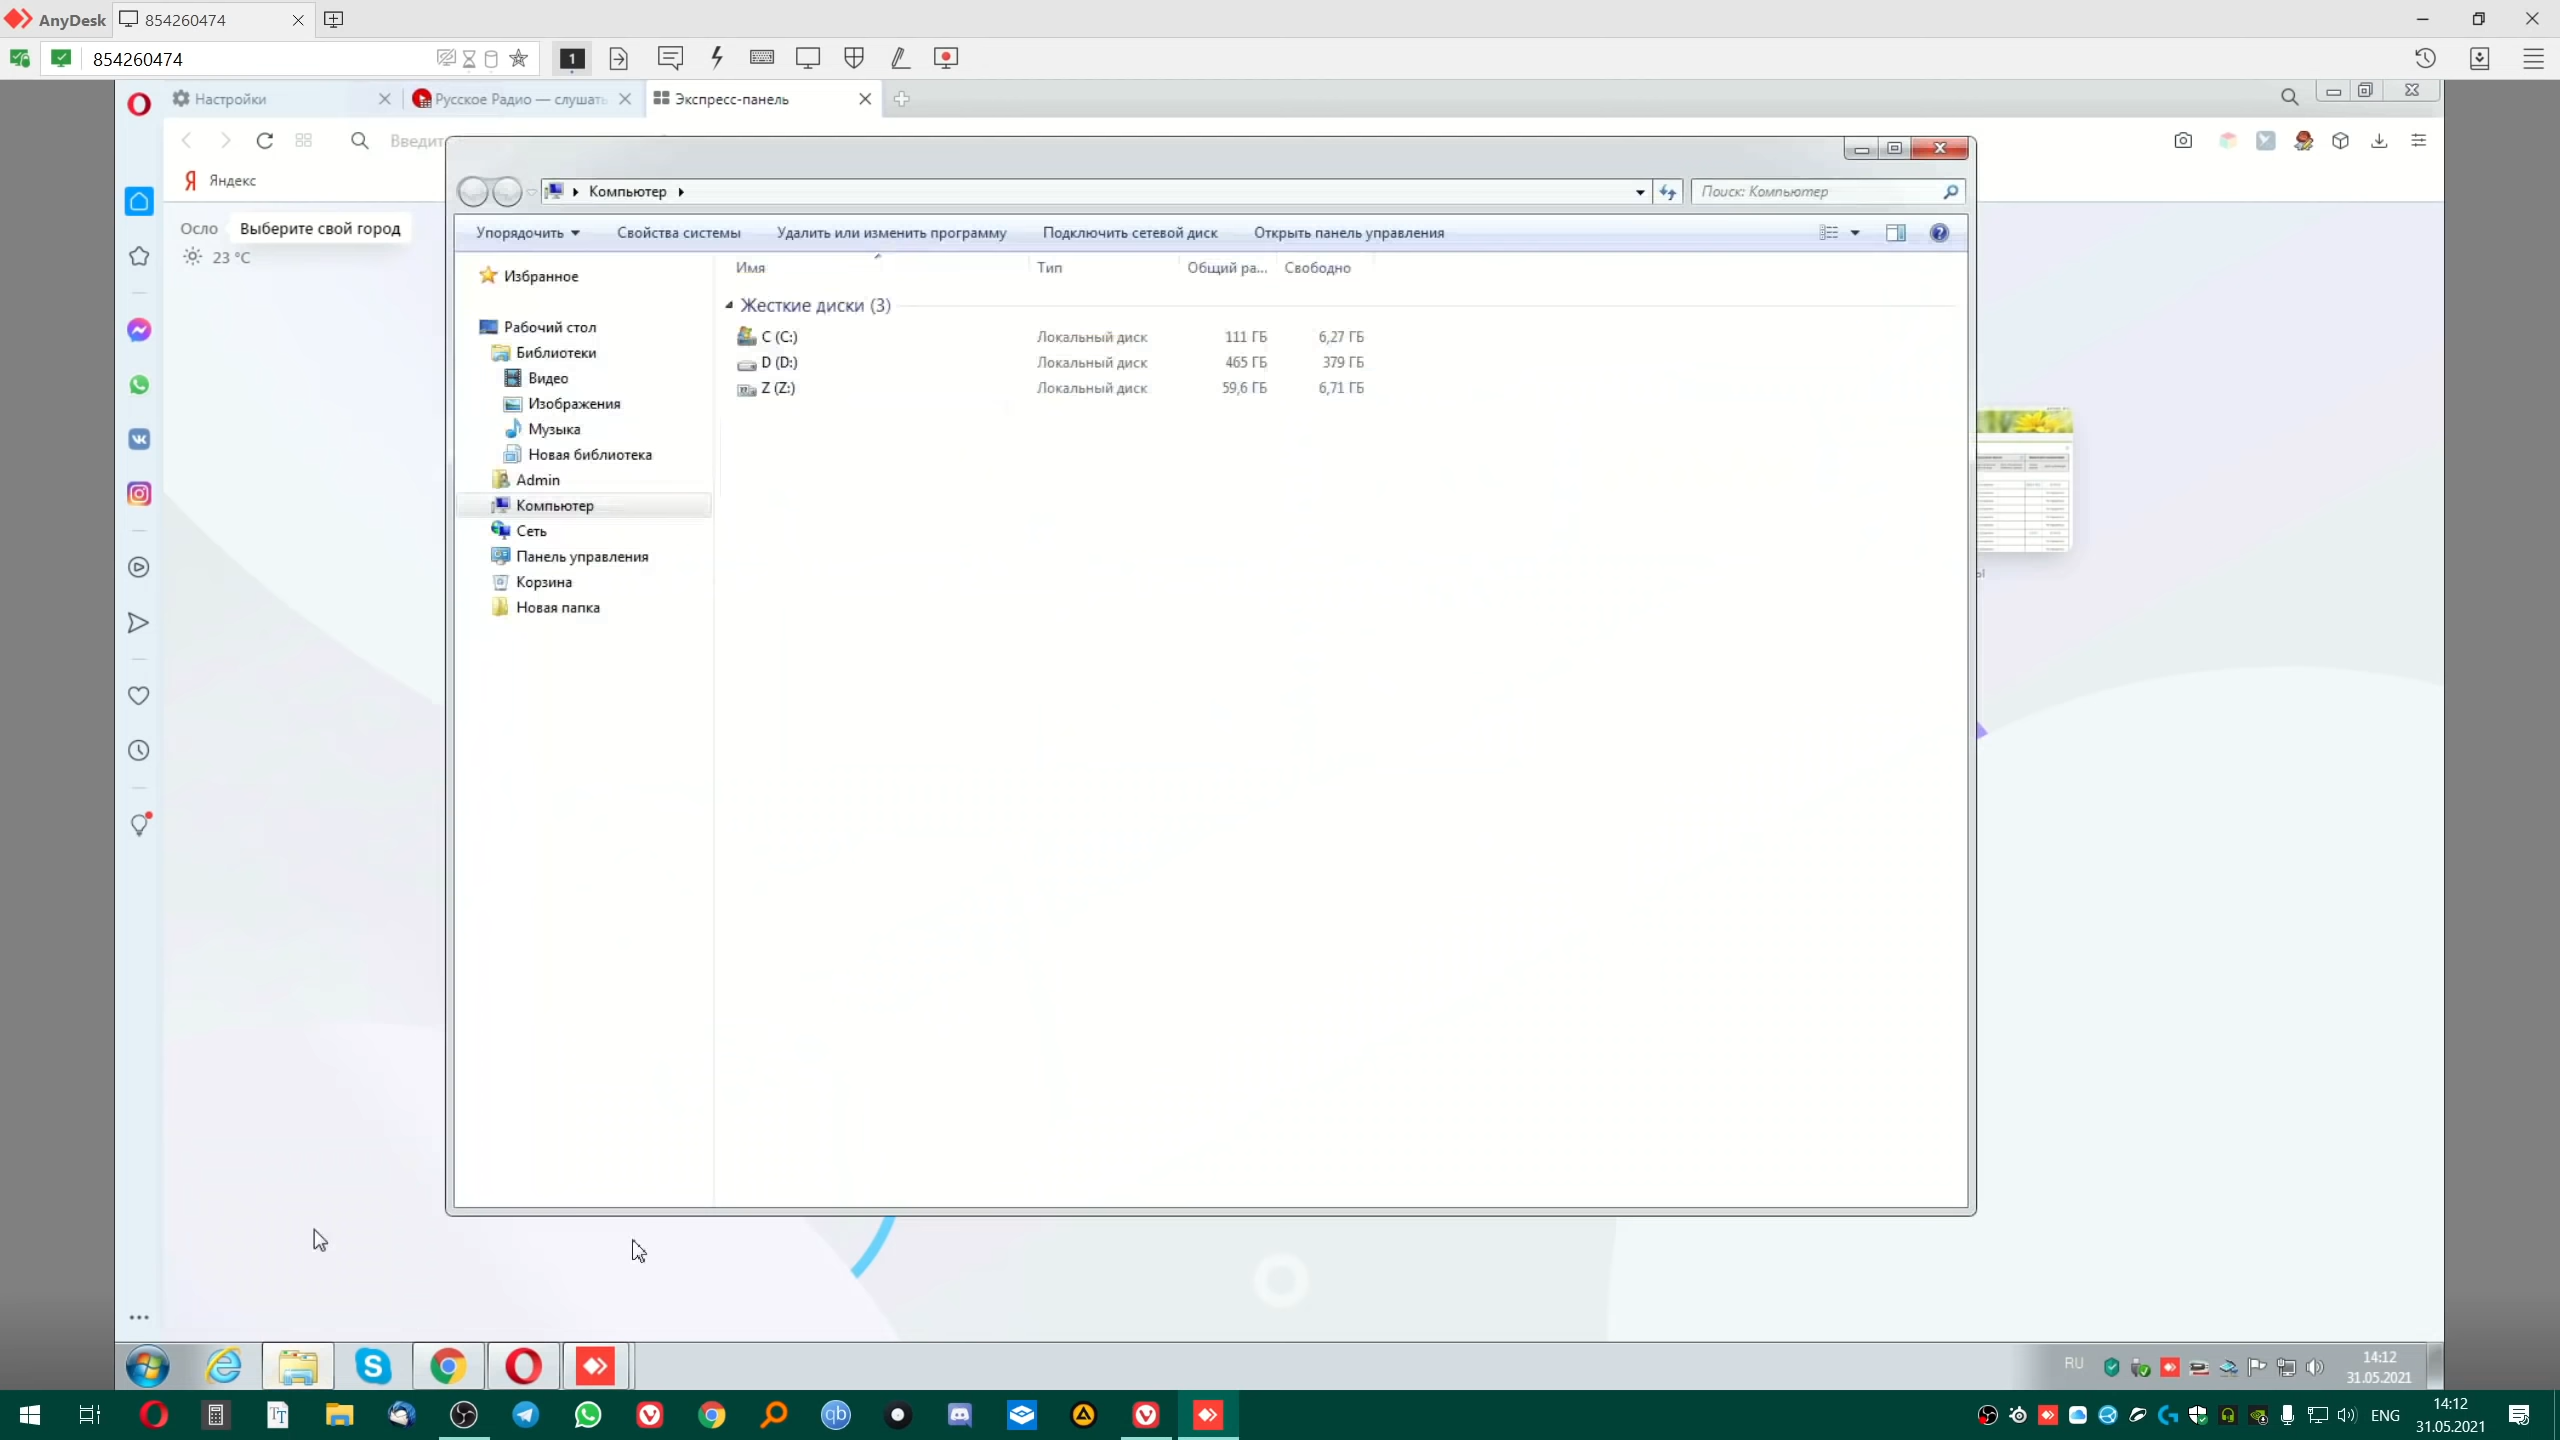 AnyDesk
854260474
854260474
1
Настройки
Русское Радио — слушать
Экспресс-панель
Введит
Яндекс
Осло
Выберите свой город
23 °C
Компьютер
Поиск: Компьютер
Упорядочить
Свойства системы
Удалить или изменить программу
Подключить сетевой диск
Открыть панель управления
Избранное
Рабочий стол
Библиотеки
Видео
Изображения
Музыка
Новая библиотека
Admin
Компьютер
Сеть
Панель управления
Корзина
Новая папка
Имя Тип Общий ра... Свободно
Жесткие диски (3)
C (C:) Локальный диск 111 ГБ 6,27 ГБ
D (D:) Локальный диск 465 ГБ 379 ГБ
Z (Z:) Локальный диск 59,6 ГБ 6,71 ГБ
RU
14:12
31.05.2021
ENG
14:12
31.05.2021